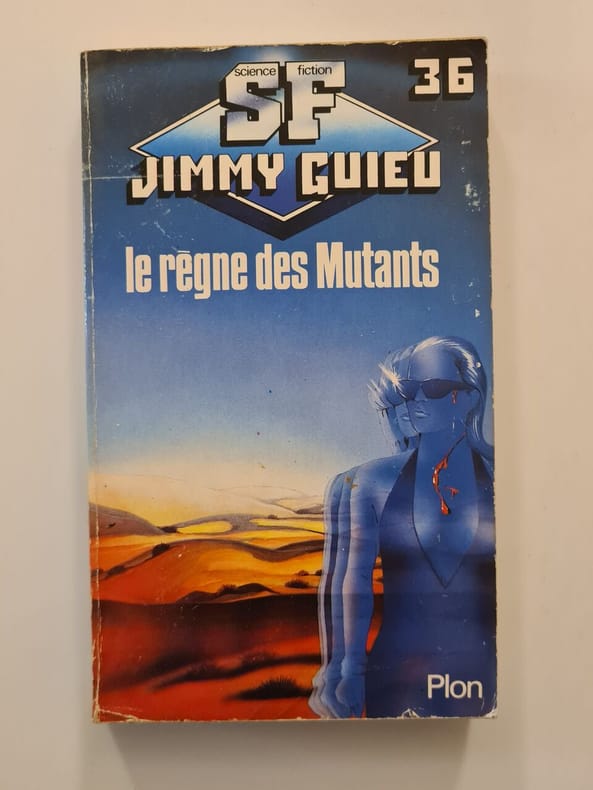 science fiction
SF
36
JIMMY GUIEU
le règne des Mutants
Plon